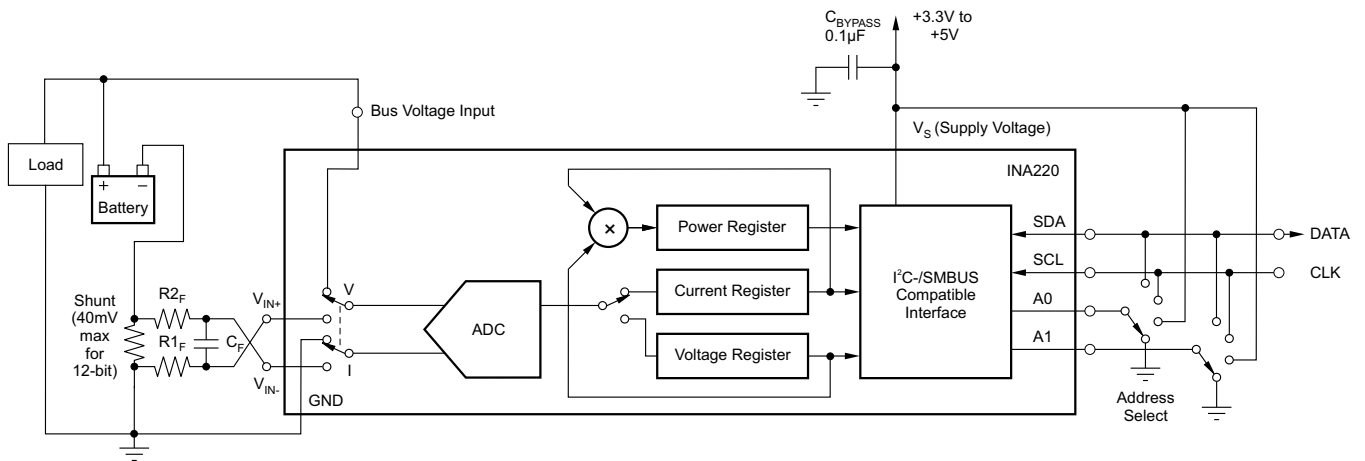 C_BYPASS
0.1µF
+3.3V to
+5V
Bus Voltage Input
V_S (Supply Voltage)
INA220
Load
+ −
Battery
Power Register
×
SDA
DATA
I²C-/SMBUS
Compatible
Interface
SCL
CLK
Shunt
(40mV
max
for
12-bit)
R2_F
R1_F
C_F
V_IN+
V_IN-
V
I
ADC
Current Register
Voltage Register
A0
A1
GND
Address
Select